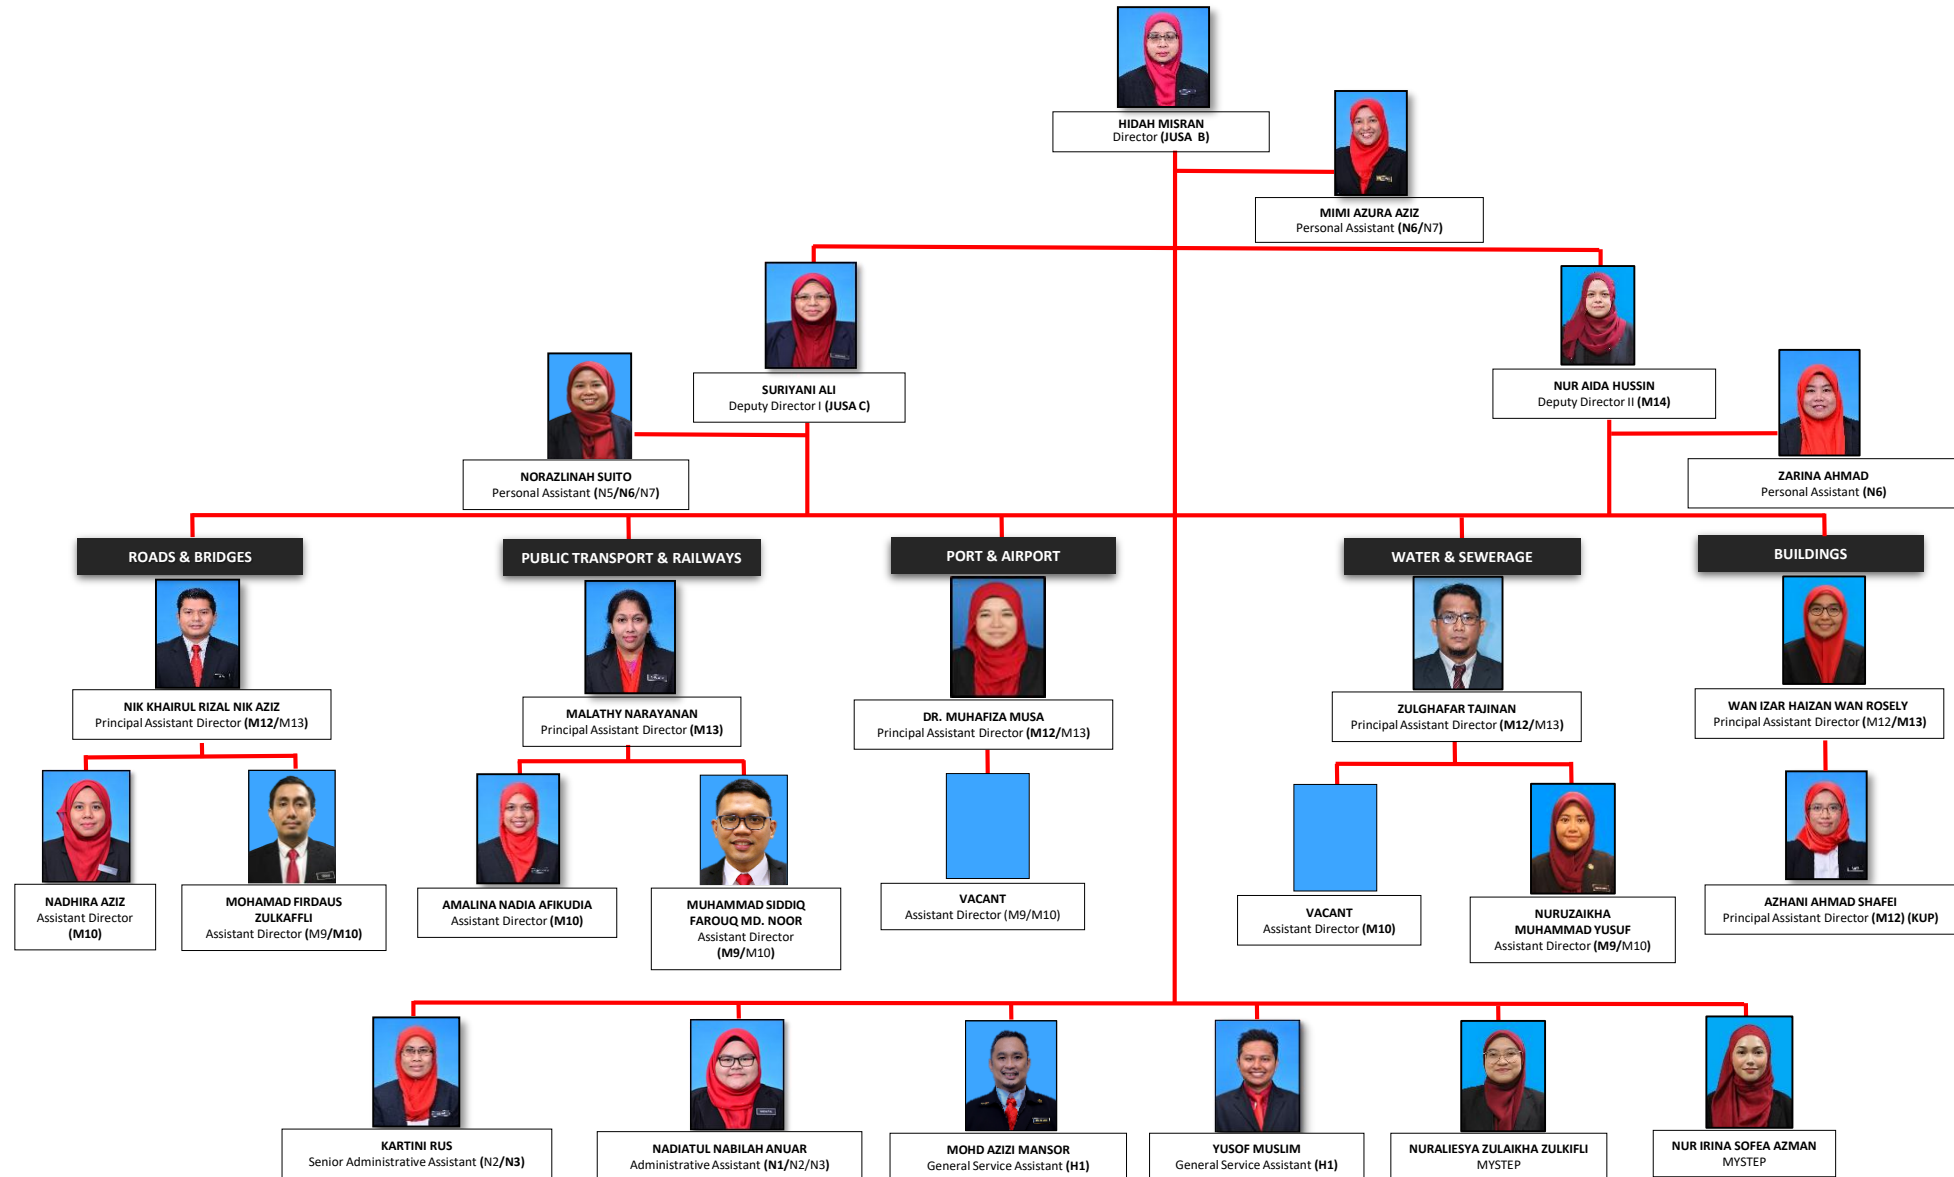 HIDAH MISRAN
Director (JUSA B)
MIMI AZURA AZIZ
Personal Assistant (N6/N7)
SURIYANI ALI
Deputy Director I (JUSA C)
NUR AIDA HUSSIN
Deputy Director II (M14)
NORAZLINAH SUITO
Personal Assistant (N5/N6/N7)
ZARINA AHMAD
Personal Assistant (N6)
ROADS & BRIDGES
PUBLIC TRANSPORT & RAILWAYS
PORT & AIRPORT
WATER & SEWERAGE
BUILDINGS
NIK KHAIRUL RIZAL NIK AZIZ
Principal Assistant Director (M12/M13)
MALATHY NARAYANAN
Principal Assistant Director (M13)
DR. MUHAFIZA MUSA
Principal Assistant Director (M12/M13)
ZULGHAFAR TAJINAN
Principal Assistant Director (M12/M13)
WAN IZAR HAIZAN WAN ROSELY
Principal Assistant Director (M12/M13)
NADHIRA AZIZ
Assistant Director
(M10)
MOHAMAD FIRDAUS
ZULKAFFLI
Assistant Director (M9/M10)
AMALINA NADIA AFIKUDIA
Assistant Director (M10)
MUHAMMAD SIDDIQ
FAROUQ MD. NOOR
Assistant Director
(M9/M10)
VACANT
Assistant Director (M9/M10)
VACANT
Assistant Director (M10)
NURUZAIKHA
MUHAMMAD YUSUF
Assistant Director (M9/M10)
AZHANI AHMAD SHAFEI
Principal Assistant Director (M12) (KUP)
KARTINI RUS
Senior Administrative Assistant (N2/N3)
NADIATUL NABILAH ANUAR
Administrative Assistant (N1/N2/N3)
MOHD AZIZI MANSOR
General Service Assistant (H1)
YUSOF MUSLIM
General Service Assistant (H1)
NURALIESYA ZULAIKHA ZULKIFLI
MYSTEP
NUR IRINA SOFEA AZMAN
MYSTEP